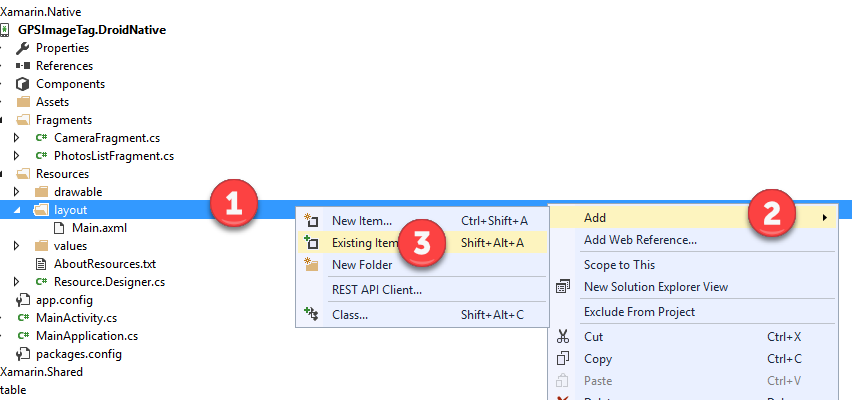 Xamarin.Native
GPSImageTag.DroidNative
Properties
References
Components
Assets
Fragments
C# CameraFragment.cs
C# PhotosListFragment.cs
Resources
drawable
1
layout
Main.axml
values
AboutResources.txt
C# Resource.Designer.cs
app.config
C# MainActivity.cs
C# MainApplication.cs
packages.config
Xamarin.Shared
table
New Item... Ctrl+Shift+A
Existing Item 3 Shift+Alt+A
New Folder
REST API Client...
Class... Shift+Alt+C
Add 2
Add Web Reference...
Scope to This
New Solution Explorer View
Exclude From Project
Cut Ctrl+X
Copy Ctrl+C
Paste Ctrl+V